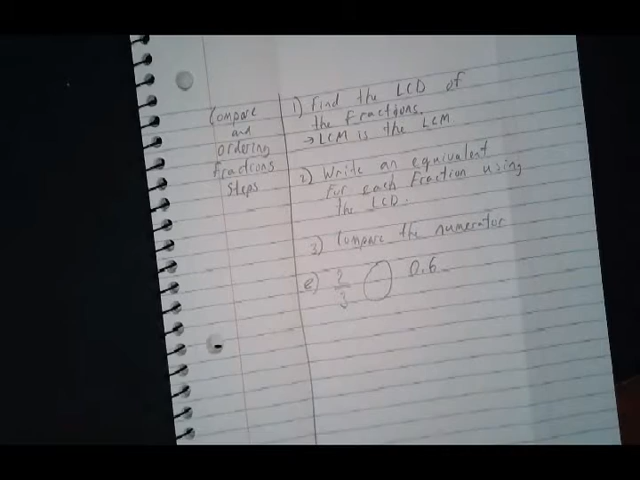 Compare
and
ordering
fractions
steps
1) Find the LCD of
the fractions.
→ LCM is the LCM
2) Write an equivalent
for each fraction using
the LCD.
3) Compare the numerator
e) 2/3 0.6